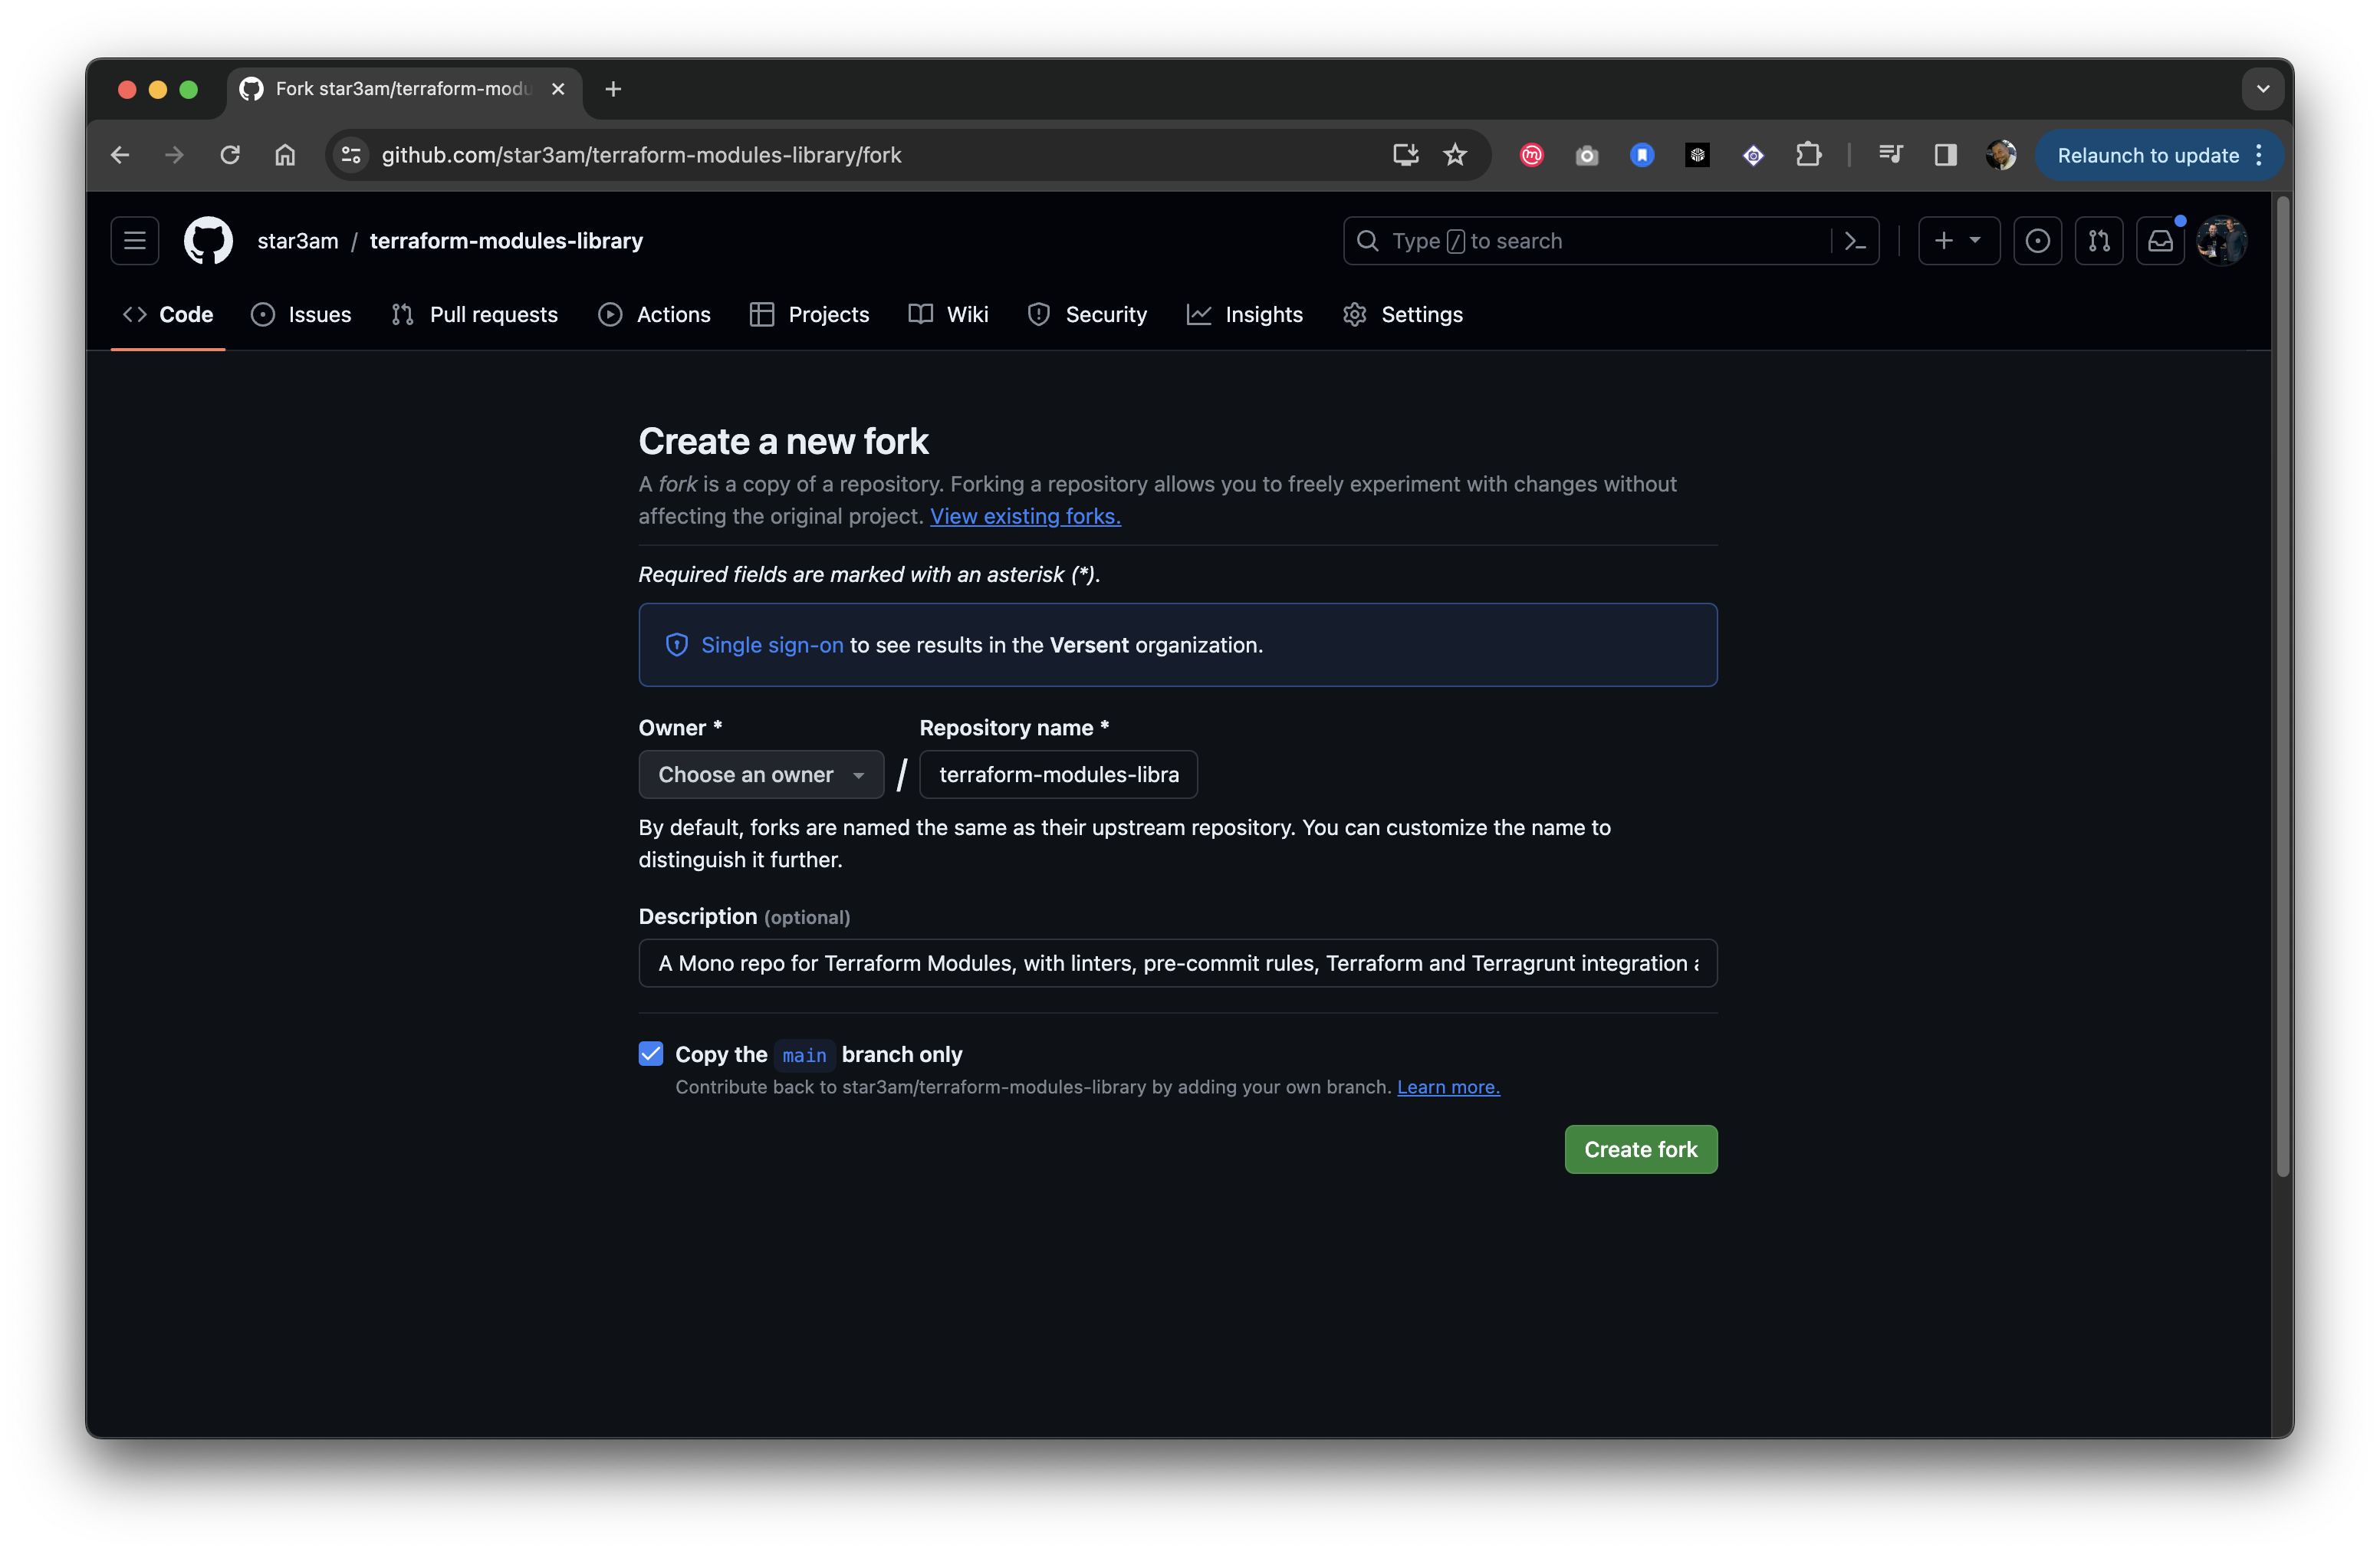 Fork star3am/terraform-modu
github.com/star3am/terraform-modules-library/fork
Relaunch to update
star3am / terraform-modules-library
Type / to search
Code
Issues
Pull requests
Actions
Projects
Wiki
Security
Insights
Settings
Create a new fork
A fork is a copy of a repository. Forking a repository allows you to freely experiment with changes without
affecting the original project. View existing forks.
Required fields are marked with an asterisk (*).
Single sign-on to see results in the Versent organization.
Owner *
Repository name *
Choose an owner
/
terraform-modules-libra
By default, forks are named the same as their upstream repository. You can customize the name to
distinguish it further.
Description (optional)
A Mono repo for Terraform Modules, with linters, pre-commit rules, Terraform and Terragrunt integration
Copy the main branch only
Contribute back to star3am/terraform-modules-library by adding your own branch. Learn more.
Create fork